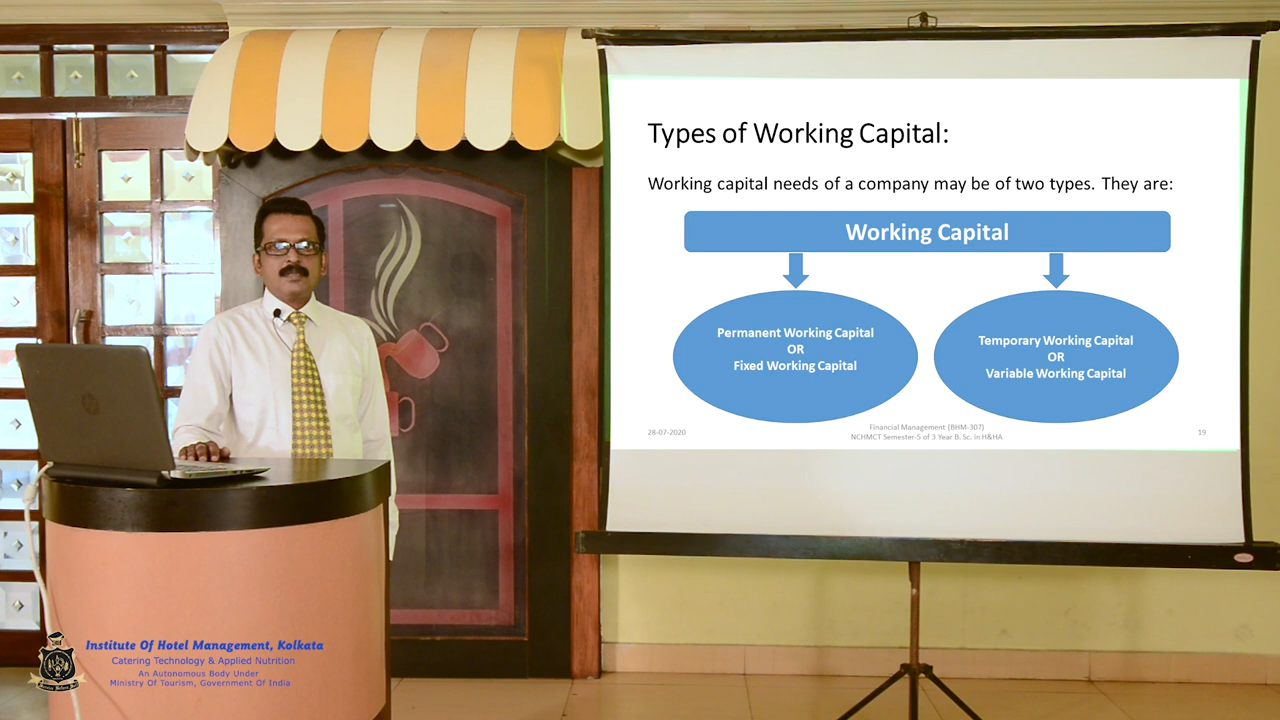 Types of Working Capital:
Working capital needs of a company may be of two types. They are:
Working Capital
Permanent Working Capital
OR
Fixed Working Capital
Temporary Working Capital
OR
Variable Working Capital
28-07-2020
Financial Management (BHM-307)
NCHMCT Semester-5 of 3 Year B. Sc. in H&HA
19
Institute Of Hotel Management, Kolkata
Catering Technology & Applied Nutrition
An Autonomous Body Under
Ministry Of Tourism, Government Of India